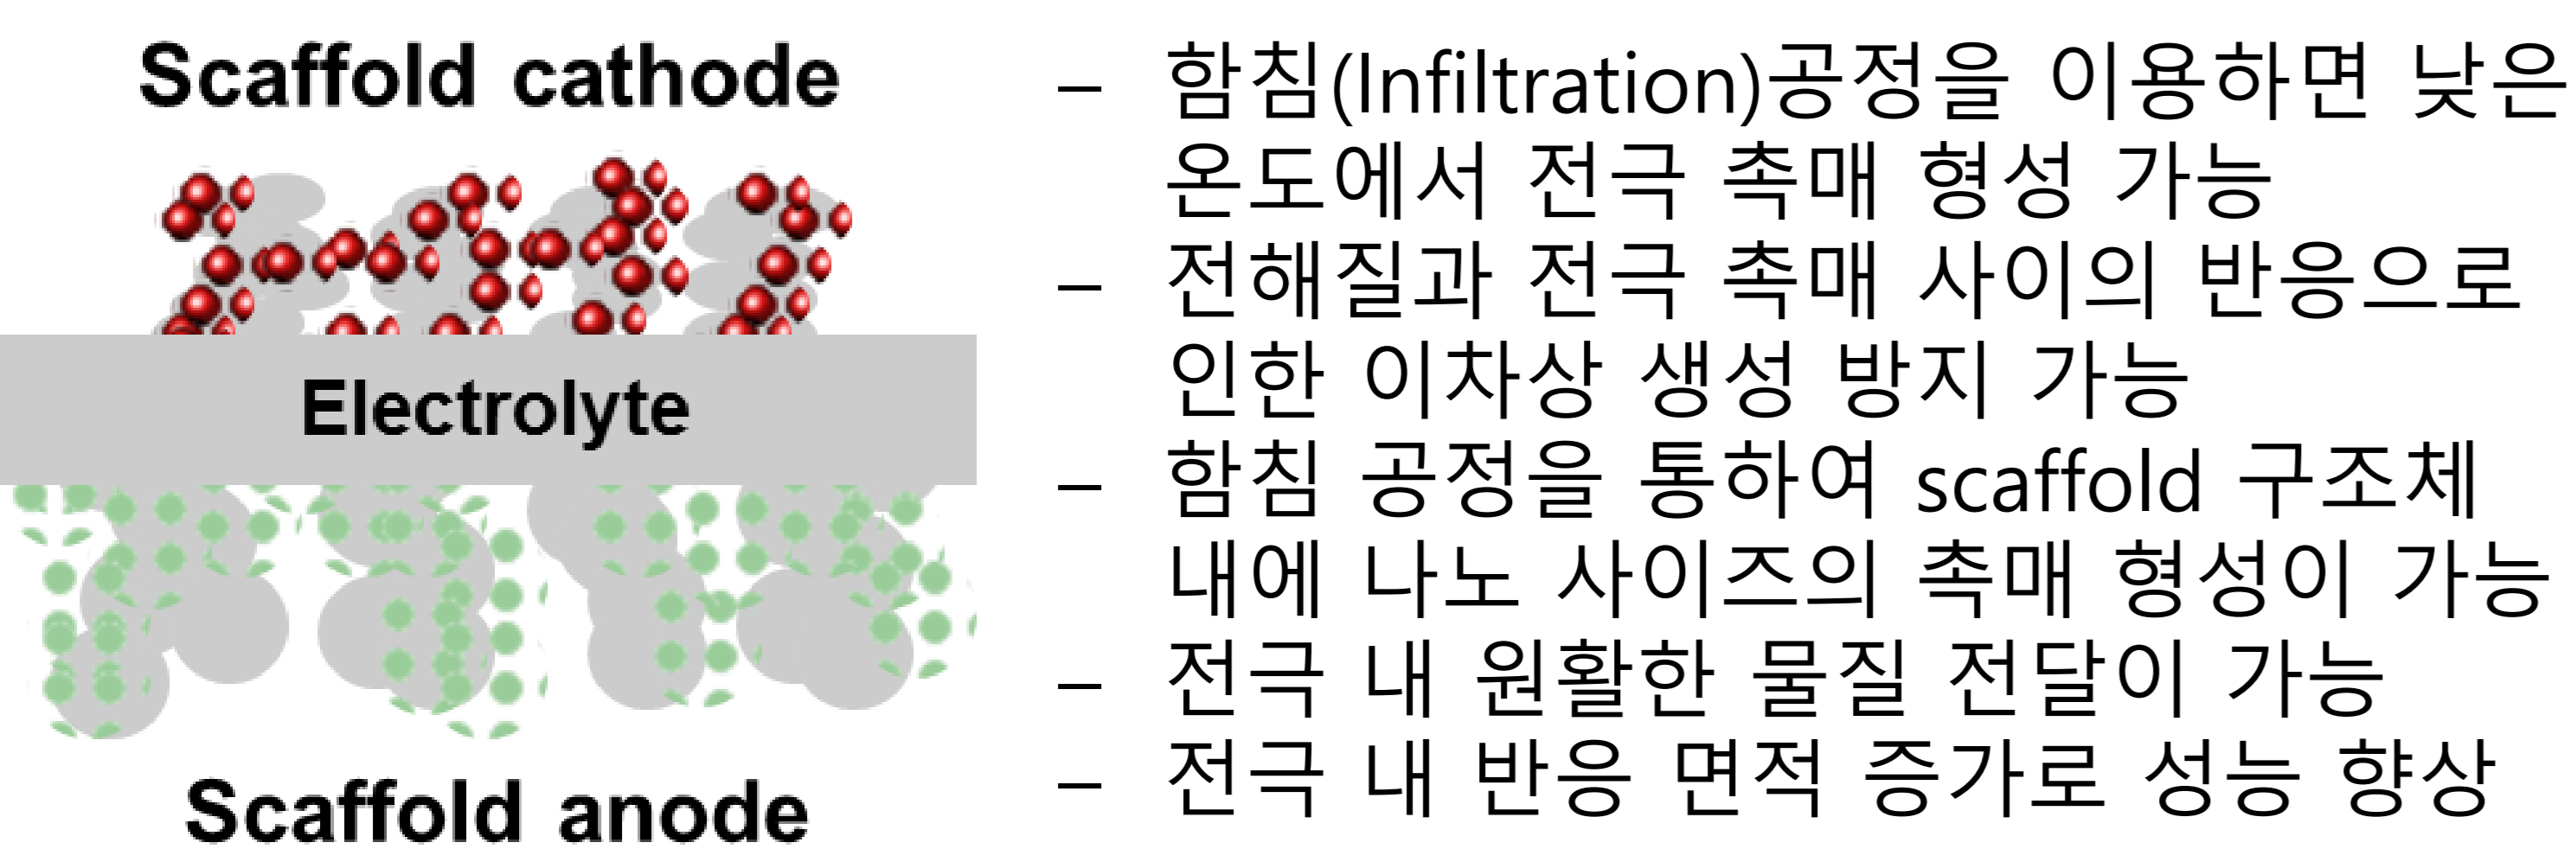 Scaffold cathode
Electrolyte
Scaffold anode
– 함침(Infiltration)공정을 이용하면 낮은
온도에서 전극 촉매 형성 가능
– 전해질과 전극 촉매 사이의 반응으로
인한 이차상 생성 방지 가능
– 함침 공정을 통하여 scaffold 구조체
내에 나노 사이즈의 촉매 형성이 가능
– 전극 내 원활한 물질 전달이 가능
– 전극 내 반응 면적 증가로 성능 향상